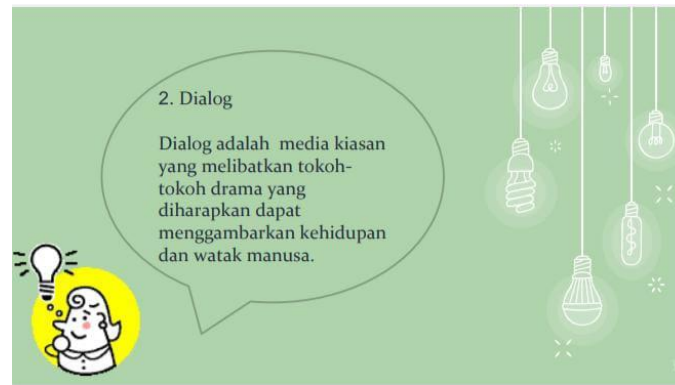 2. Dialog
Dialog adalah media kiasan
yang melibatkan tokoh-
tokoh drama yang
diharapkan dapat
menggambarkan kehidupan
dan watak manusa.